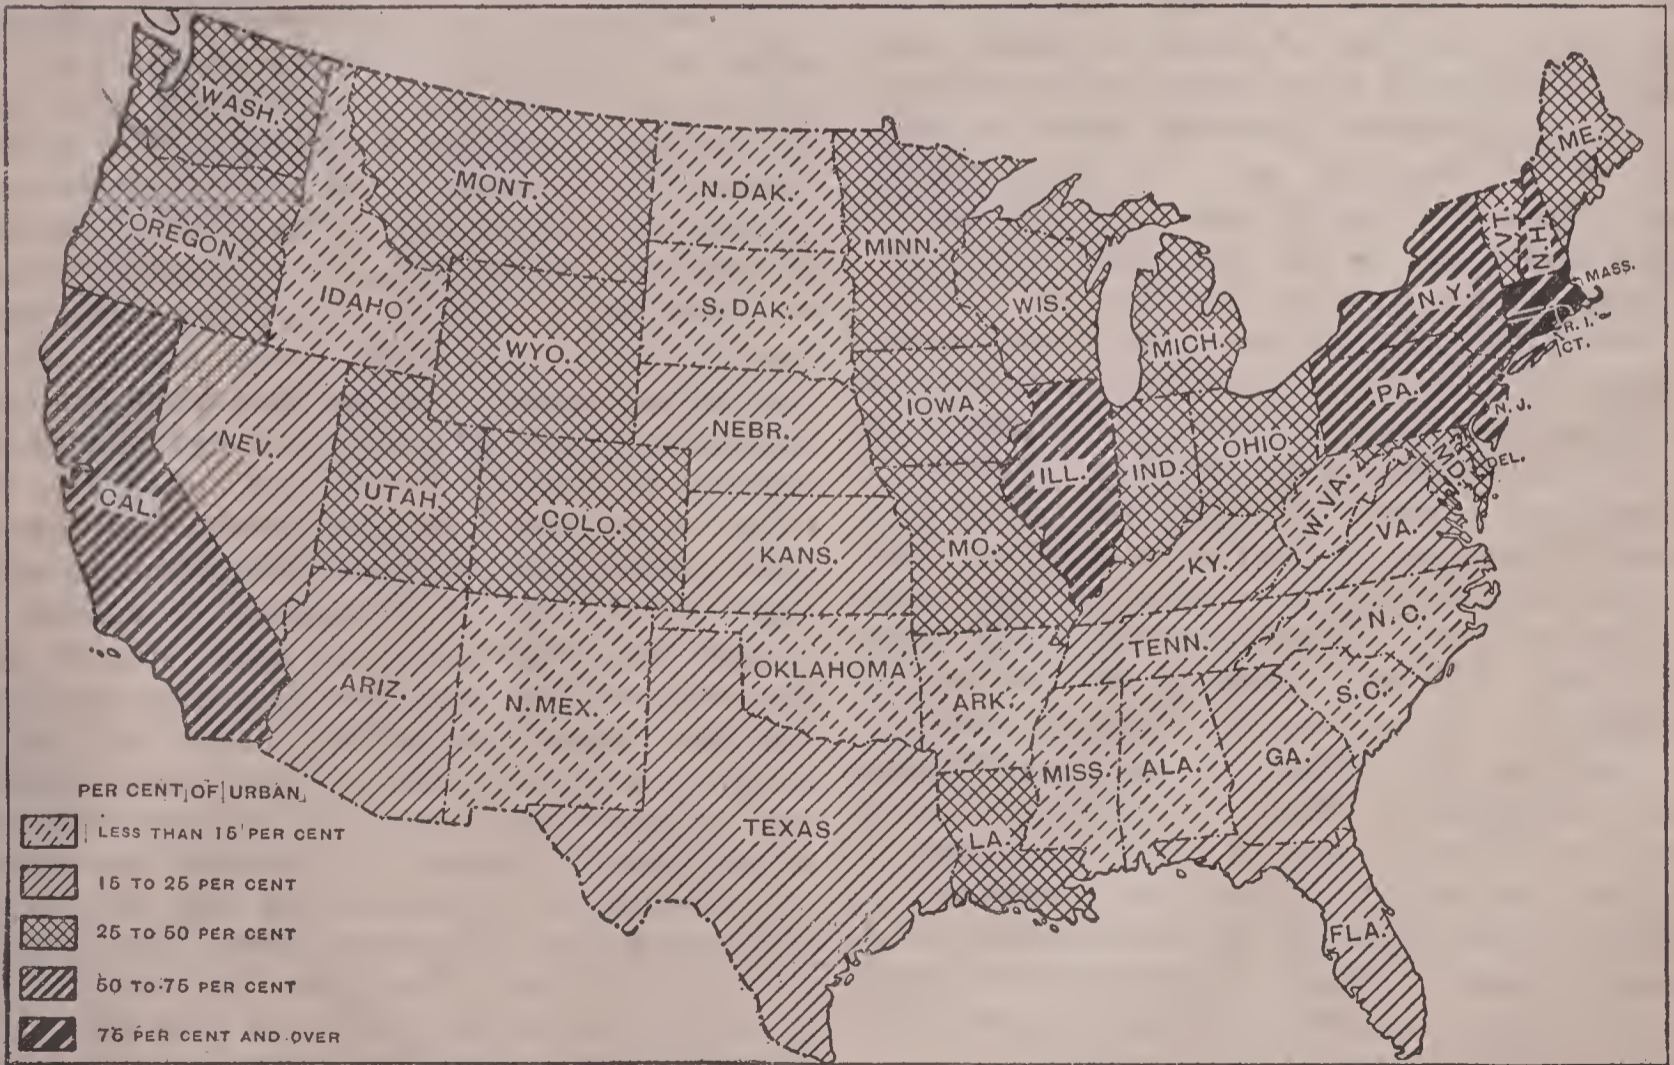 WASH.
ME.
MONT.
N.DAK.
VT.
N.H.
OREGON
MINN.
MASS.
IDAHO
S.DAK.
WIS.
N.Y.
R.I.
WYO.
MICH.
CT.
PA.
IOWA
N.J.
NEV.
NEBR.
OHIO
ILL.
IND.
MD.
DEL.
CAL.
UTAH
COLO.
W.VA.
KANS.
MO.
VA.
KY.
N.C.
TENN.
ARIZ.
OKLAHOMA
N.MEX.
ARK.
S.C.
MISS.
ALA.
GA.
TEXAS
LA.
FLA.
PER CENT OF URBAN
LESS THAN 15 PER CENT
15 TO 25 PER CENT
25 TO 50 PER CENT
50 TO 75 PER CENT
75 PER CENT AND OVER